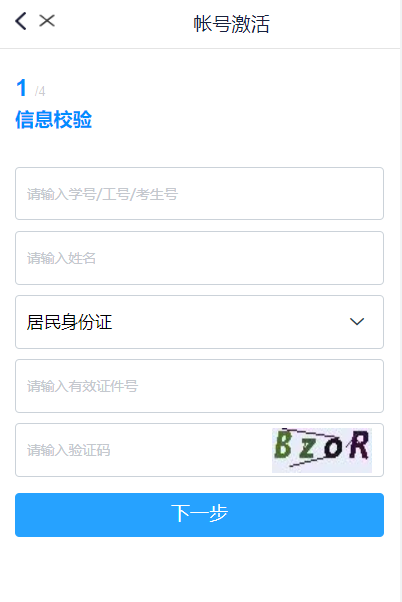 帐号激活
1 /4
信息校验
请输入学号/工号/考生号
请输入姓名
居民身份证
请输入有效证件号
请输入验证码
BzoR
下一步